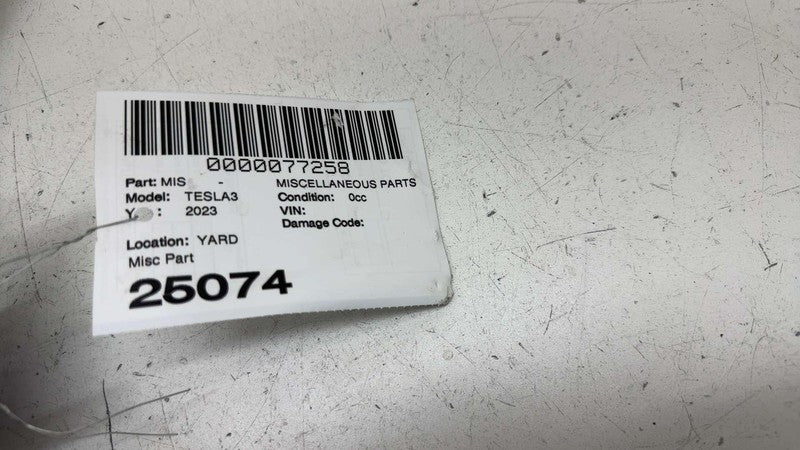 0000077258
Part: MIS - MISCELLANEOUS PARTS
Model: TESLA3 Condition: 0cc
Y : 2023 VIN:
Damage Code:
Location: YARD
Misc Part
25074